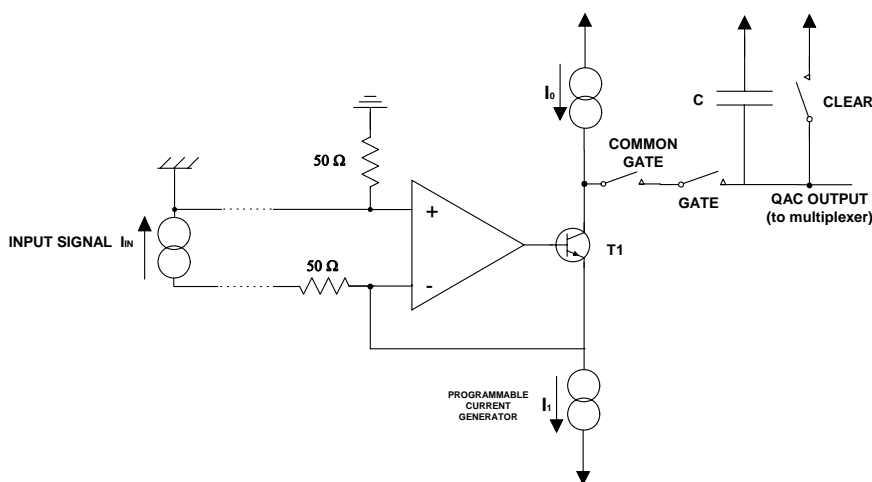 I₀
C
CLEAR
COMMON
GATE
50 Ω
GATE
QAC OUTPUT
(to multiplexer)
+
INPUT SIGNAL I_IN
T1
50 Ω
-
PROGRAMMABLE
CURRENT
GENERATOR
I₁